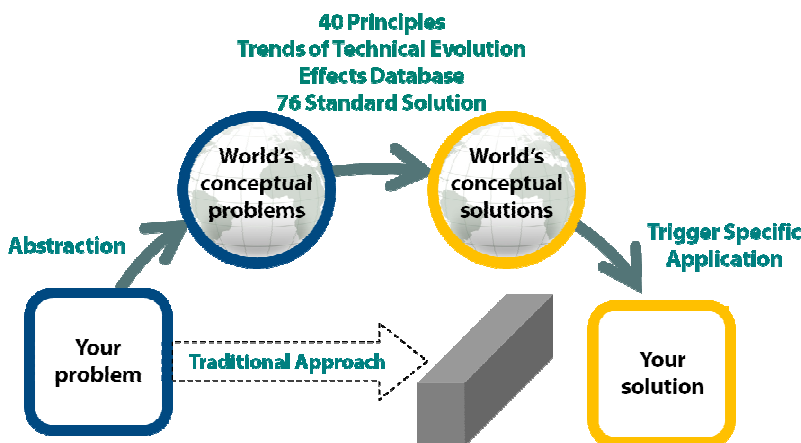 40 Principles
Trends of Technical Evolution
Effects Database
76 Standard Solution
World's
conceptual
problems
World's
conceptual
solutions
Abstraction
Trigger Specific
Application
Your
problem
Traditional Approach
Your
solution